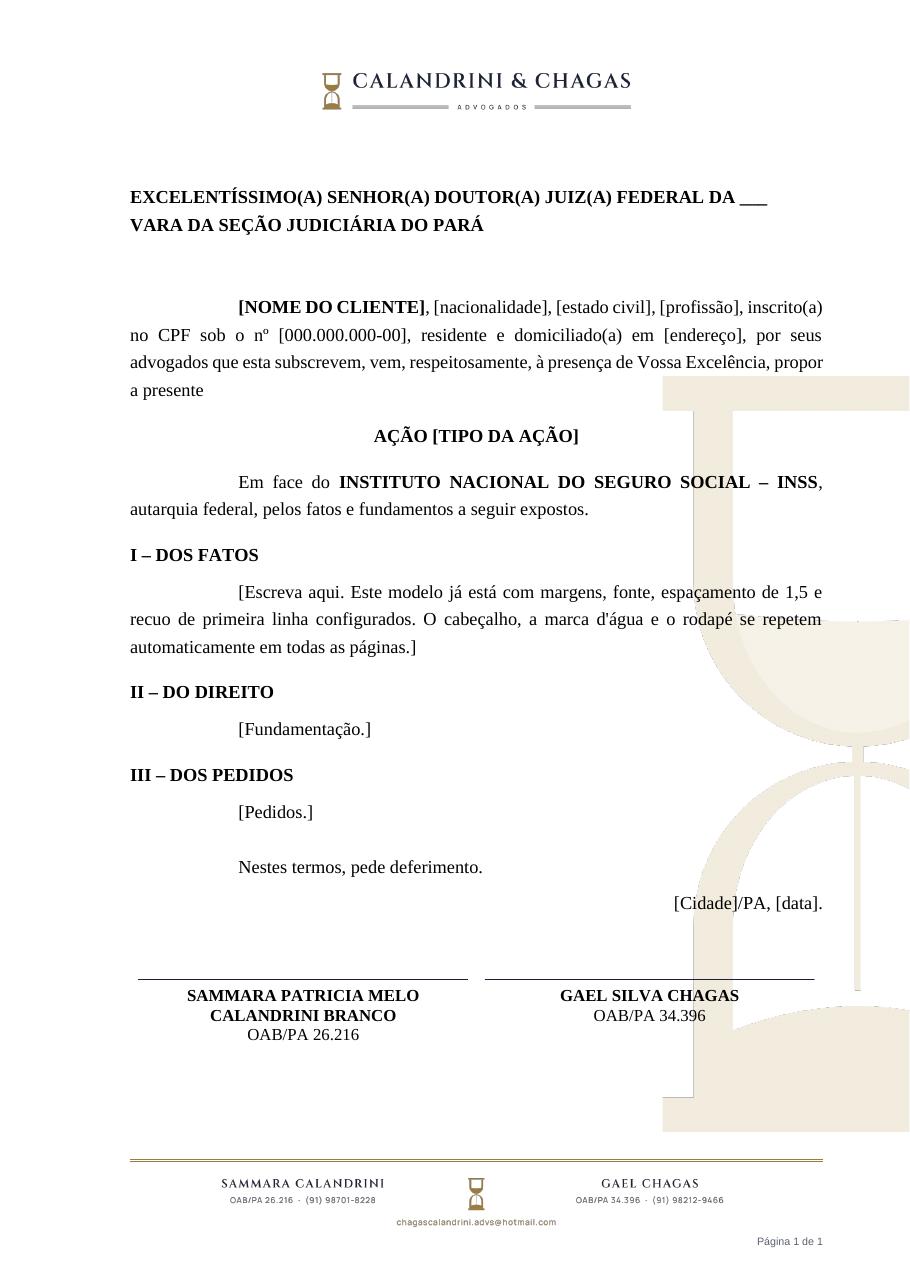 CALANDRINI & CHAGAS
ADVOGADOS
EXCELENTÍSSIMO(A) SENHOR(A) DOUTOR(A) JUIZ(A) FEDERAL DA ___
VARA DA SEÇÃO JUDICIÁRIA DO PARÁ
[NOME DO CLIENTE], [nacionalidade], [estado civil], [profissão], inscrito(a)
no CPF sob o nº [000.000.000-00], residente e domiciliado(a) em [endereço], por seus
advogados que esta subscrevem, vem, respeitosamente, à presença de Vossa Excelência, propor
a presente
AÇÃO [TIPO DA AÇÃO]
Em face do INSTITUTO NACIONAL DO SEGURO SOCIAL – INSS,
autarquia federal, pelos fatos e fundamentos a seguir expostos.
I – DOS FATOS
[Escreva aqui. Este modelo já está com margens, fonte, espaçamento de 1,5 e
recuo de primeira linha configurados. O cabeçalho, a marca d'água e o rodapé se repetem
automaticamente em todas as páginas.]
II – DO DIREITO
[Fundamentação.]
III – DOS PEDIDOS
[Pedidos.]
Nestes termos, pede deferimento.
[Cidade]/PA, [data].
SAMMARA PATRICIA MELO
CALANDRINI BRANCO
OAB/PA 26.216
GAEL SILVA CHAGAS
OAB/PA 34.396
SAMMARA CALANDRINI
OAB/PA 26.216 · (91) 98701-8228
GAEL CHAGAS
OAB/PA 34.396 · (91) 98212-9466
chagascalandrini.advs@hotmail.com
Página 1 de 1